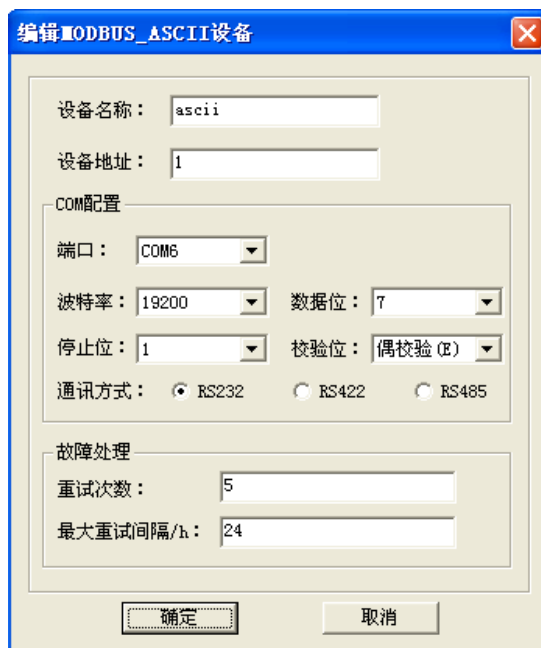 编辑MODBUS_ASCII设备
设备名称： ascii
设备地址： 1
COM配置
端口： COM6
波特率： 19200 数据位： 7
停止位： 1 校验位： 偶校验(E)
通讯方式： RS232 RS422 RS485
故障处理
重试次数： 5
最大重试间隔/h： 24
确定 取消